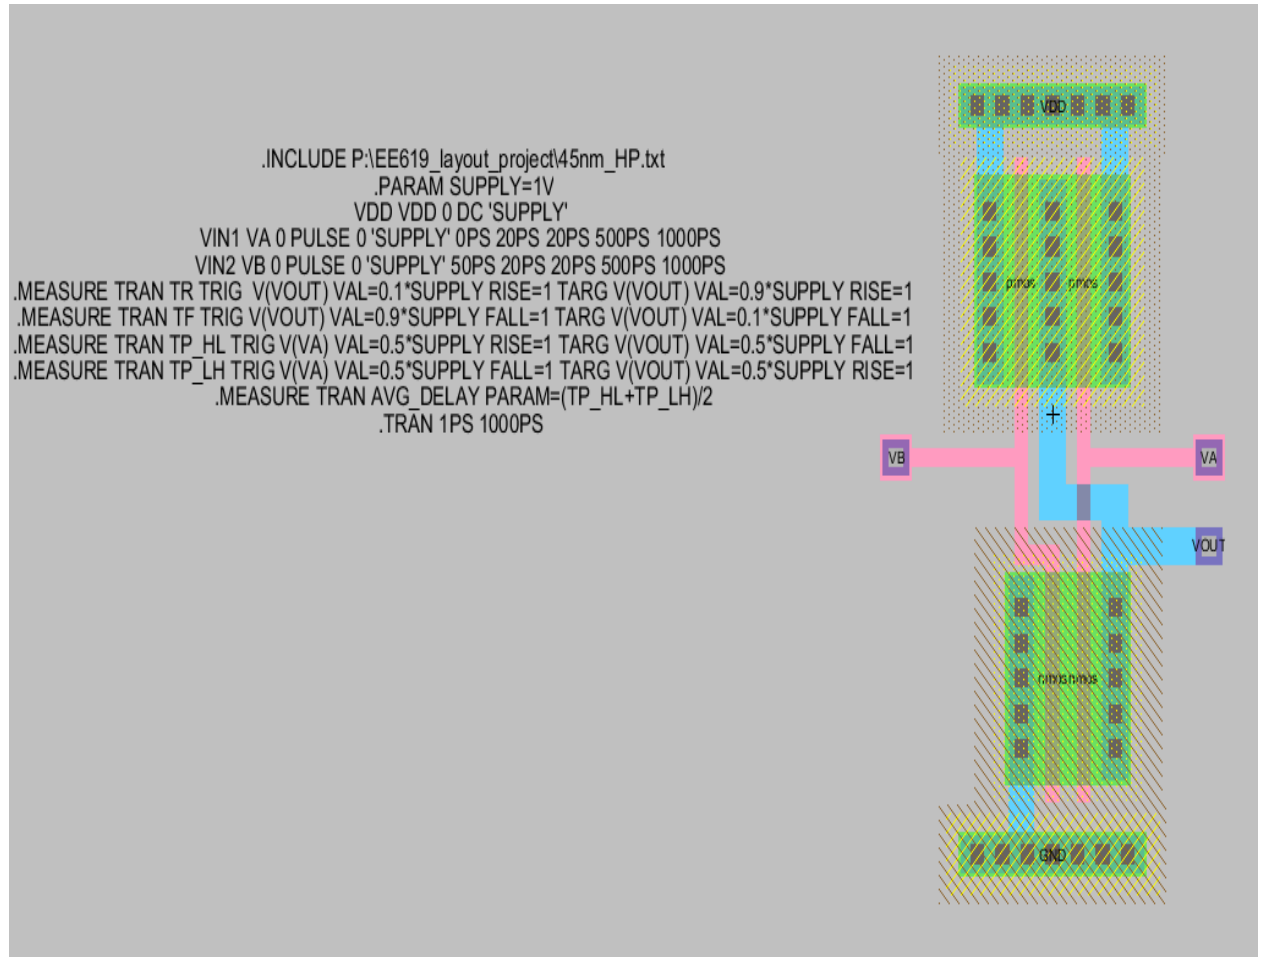 VDD
.INCLUDE P:\EE619_layout_project\45nm_HP.txt
.PARAM SUPPLY=1V
VDD VDD 0 DC 'SUPPLY'
VIN1 VA 0 PULSE 0 'SUPPLY' 0PS 20PS 20PS 500PS 1000PS
VIN2 VB 0 PULSE 0 'SUPPLY' 50PS 20PS 20PS 500PS 1000PS
.MEASURE TRAN TR TRIG  V(VOUT) VAL=0.1*SUPPLY RISE=1 TARG V(VOUT) VAL=0.9*SUPPLY RISE=1
.MEASURE TRAN TF TRIG V(VOUT) VAL=0.9*SUPPLY FALL=1 TARG V(VOUT) VAL=0.1*SUPPLY FALL=1
.MEASURE TRAN TP_HL TRIG V(VA) VAL=0.5*SUPPLY RISE=1 TARG V(VOUT) VAL=0.5*SUPPLY FALL=1
.MEASURE TRAN TP_LH TRIG V(VA) VAL=0.5*SUPPLY FALL=1 TARG V(VOUT) VAL=0.5*SUPPLY RISE=1
.MEASURE TRAN AVG_DELAY PARAM=(TP_HL+TP_LH)/2
.TRAN 1PS 1000PS
pmos pmos
VB VA
VOUT
nmos nmos
GND